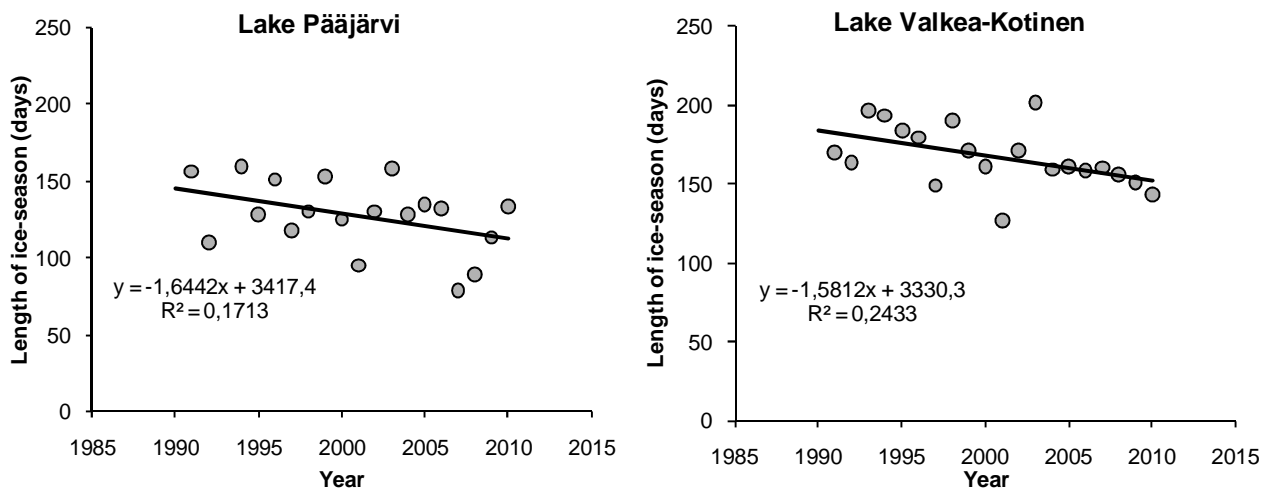 Lake Pääjärvi
Length of ice-season (days)
250
200
150
100
50
0
y = -1,6442x + 3417,4
R² = 0,1713
1985 1990 1995 2000 2005 2010 2015
Year
Lake Valkea-Kotinen
Length of ice-season (days)
250
200
150
100
50
0
y = -1,5812x + 3330,3
R² = 0,2433
1985 1990 1995 2000 2005 2010 2015
Year